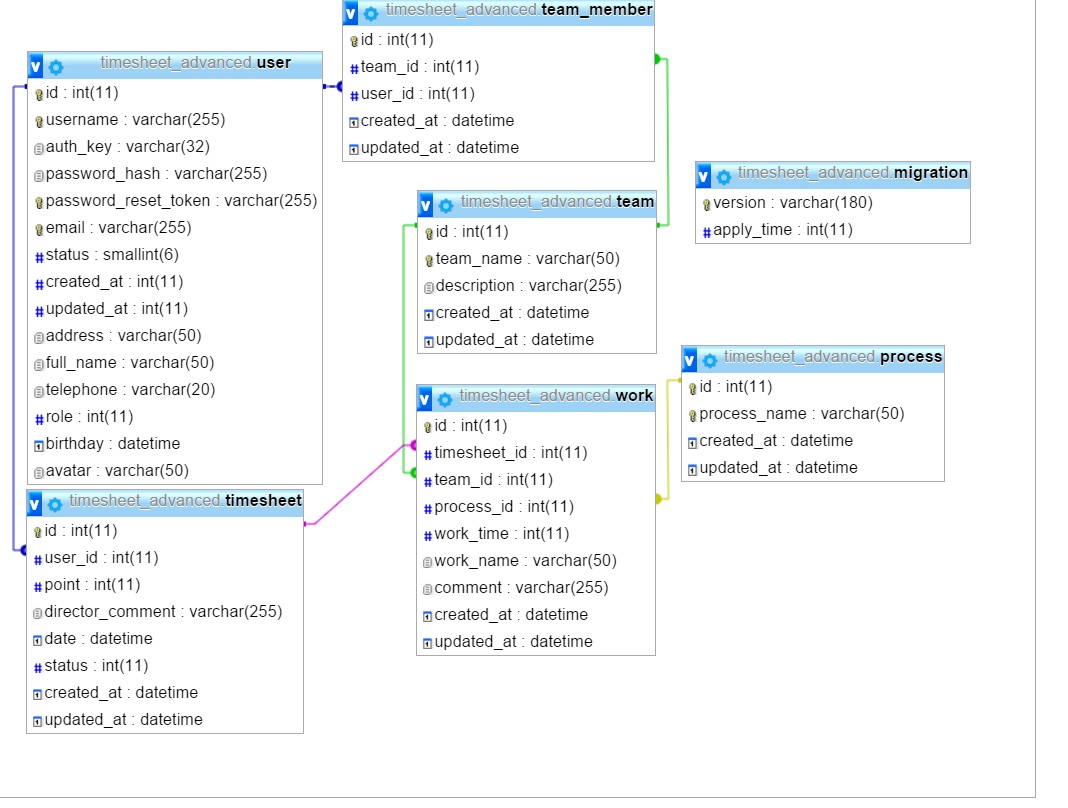 timesheet_advanced.team_member
id : int(11)
team_id : int(11)
user_id : int(11)
created_at : datetime
updated_at : datetime
timesheet_advanced.user
id : int(11)
username : varchar(255)
auth_key : varchar(32)
password_hash : varchar(255)
password_reset_token : varchar(255)
email : varchar(255)
status : smallint(6)
created_at : int(11)
updated_at : int(11)
address : varchar(50)
full_name : varchar(50)
telephone : varchar(20)
role : int(11)
birthday : datetime
avatar : varchar(50)
timesheet_advanced.migration
version : varchar(180)
apply_time : int(11)
timesheet_advanced.team
id : int(11)
team_name : varchar(50)
description : varchar(255)
created_at : datetime
updated_at : datetime
timesheet_advanced.process
id : int(11)
process_name : varchar(50)
created_at : datetime
updated_at : datetime
timesheet_advanced.work
id : int(11)
timesheet_id : int(11)
team_id : int(11)
process_id : int(11)
work_time : int(11)
work_name : varchar(50)
comment : varchar(255)
created_at : datetime
updated_at : datetime
timesheet_advanced.timesheet
id : int(11)
user_id : int(11)
point : int(11)
director_comment : varchar(255)
date : datetime
status : int(11)
created_at : datetime
updated_at : datetime